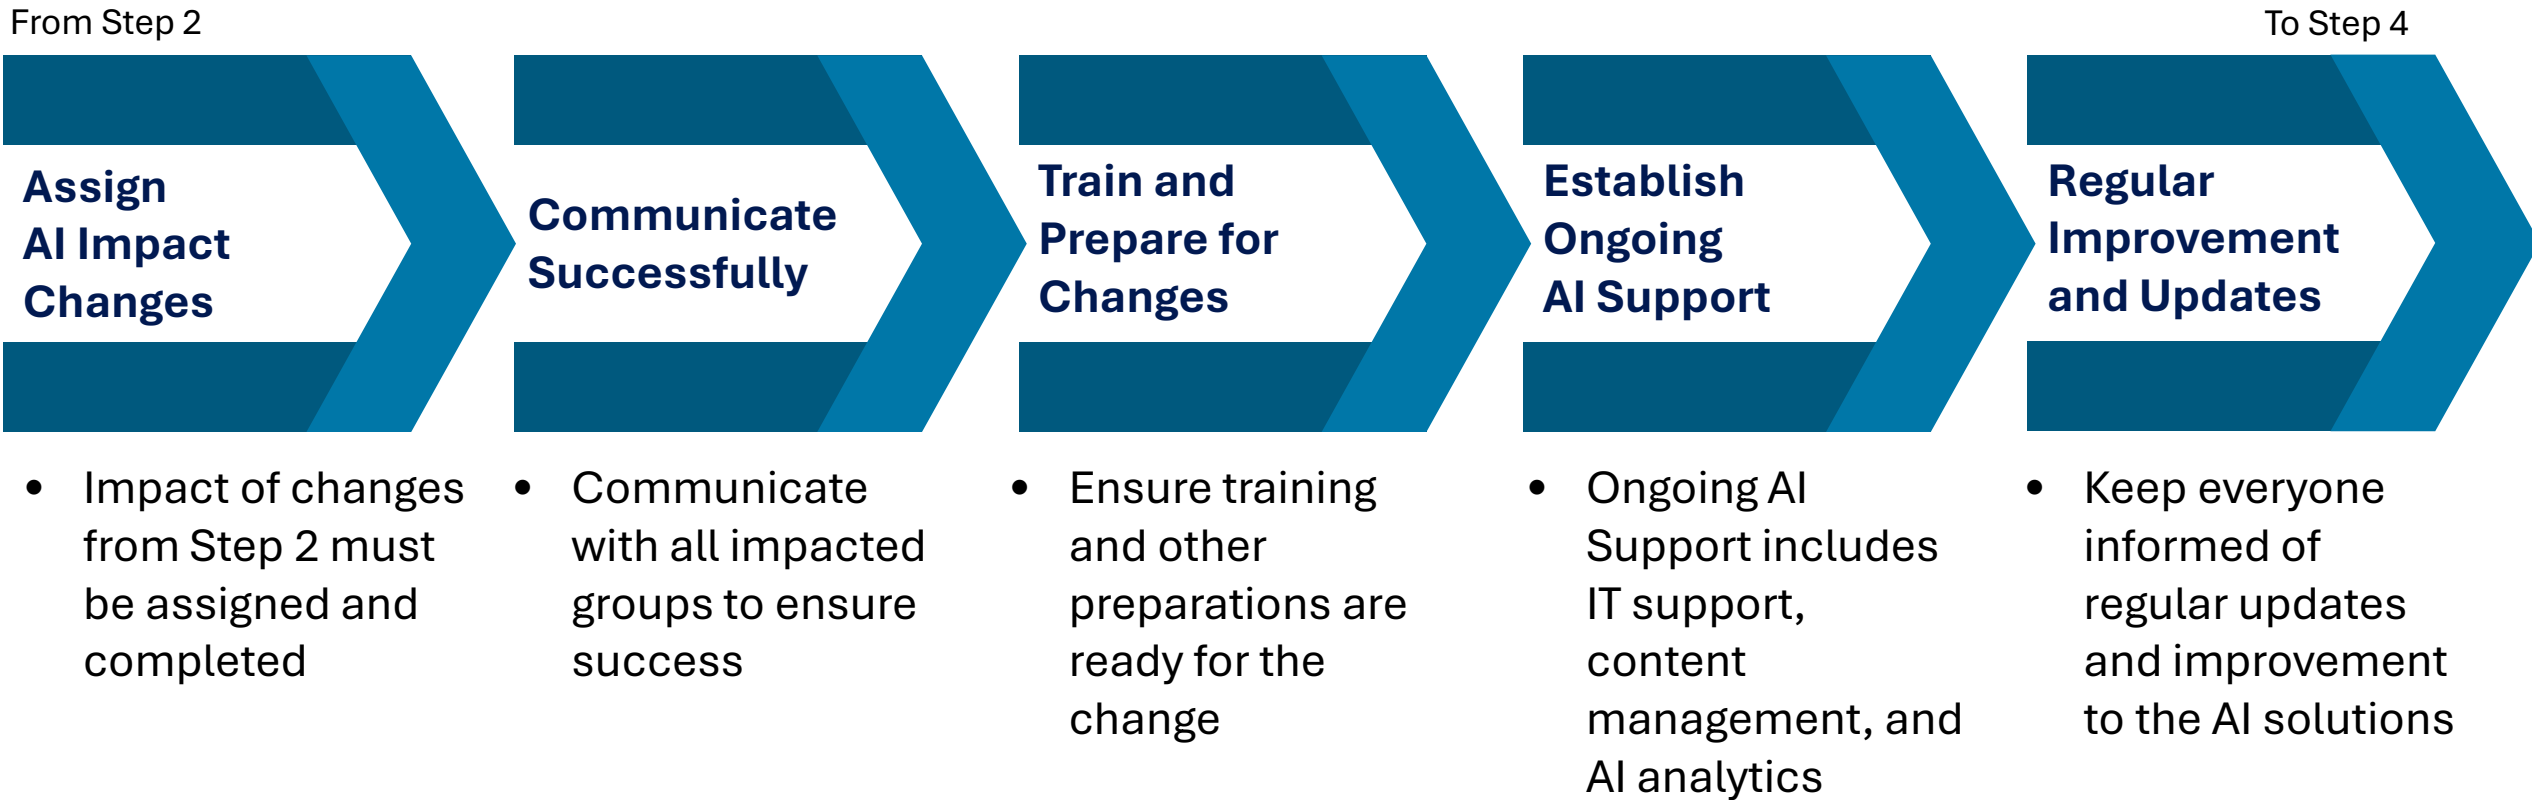 From Step 2
To Step 4
Assign
AI Impact
Changes
Communicate
Successfully
Train and
Prepare for
Changes
Establish
Ongoing
AI Support
Regular
Improvement
and Updates
• Impact of changes
from Step 2 must
be assigned and
completed
• Communicate
with all impacted
groups to ensure
success
• Ensure training
and other
preparations are
ready for the
change
• Ongoing AI
Support includes
IT support,
content
management, and
AI analytics
• Keep everyone
informed of
regular updates
and improvement
to the AI solutions